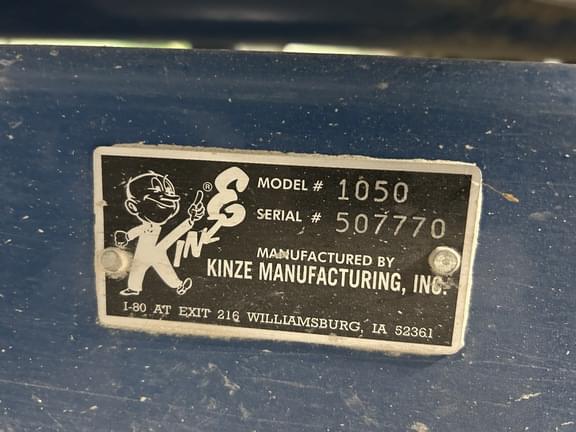 KINZE ®
MODEL # 1050
SERIAL # 507770
MANUFACTURED BY
KINZE MANUFACTURING, INC.
I-80 AT EXIT 216 WILLIAMSBURG, IA 52361